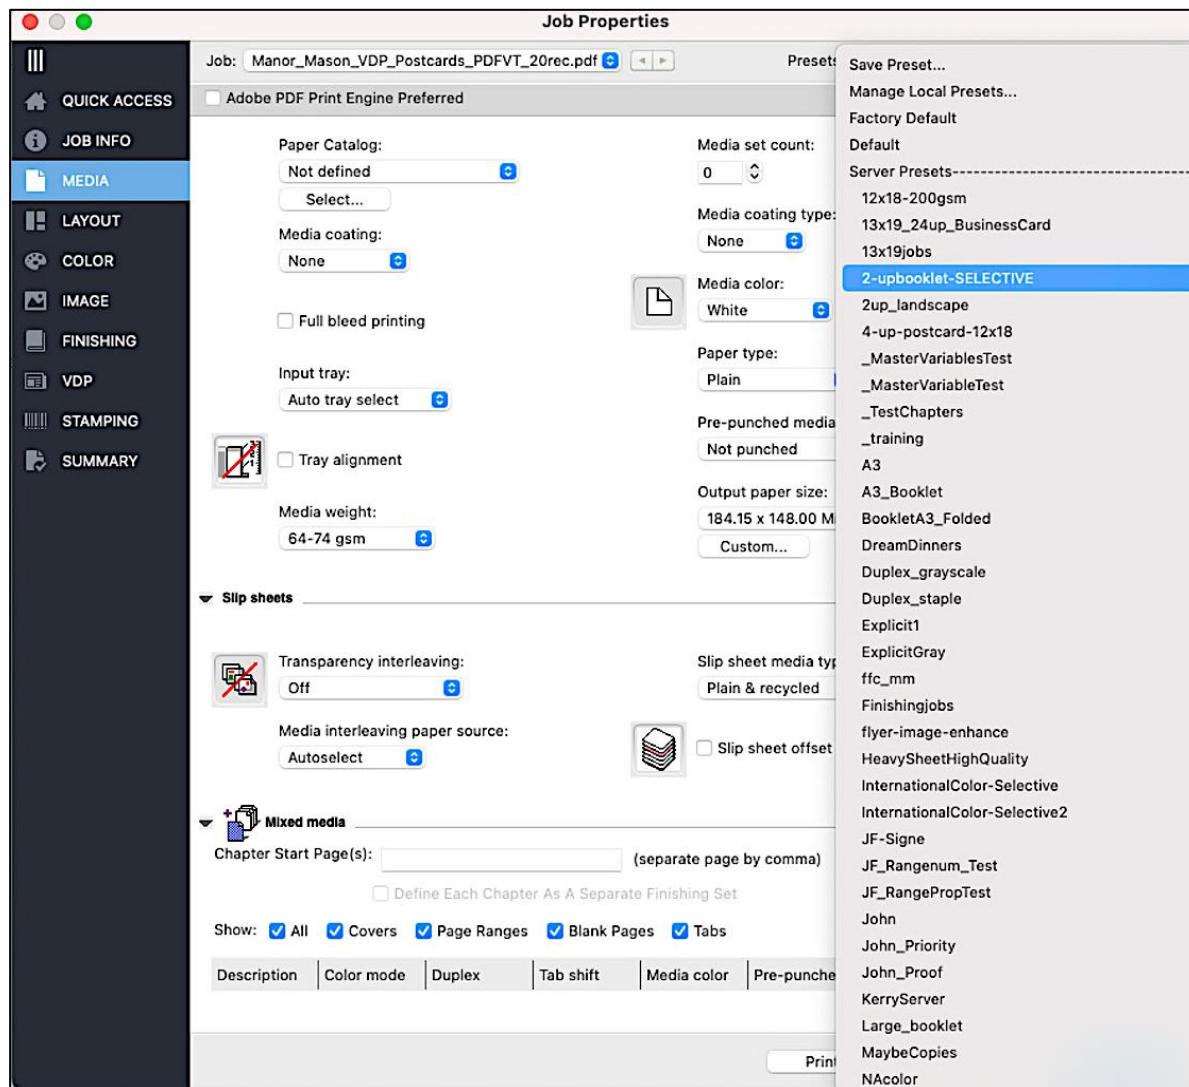 Job Properties
Job: Manor_Mason_VDP_Postcards_PDFVT_20rec.pdf
Presets
Adobe PDF Print Engine Preferred
QUICK ACCESS
JOB INFO
MEDIA
LAYOUT
COLOR
IMAGE
FINISHING
VDP
STAMPING
SUMMARY
Paper Catalog:
Not defined
Select...
Media coating:
None
Full bleed printing
Input tray:
Auto tray select
Tray alignment
Media weight:
64-74 gsm
Media set count:
0
Media coating type:
None
Media color:
White
Paper type:
Plain
Pre-punched media
Not punched
Output paper size:
184.15 x 148.00 Mi
Custom...
Slip sheets
Transparency interleaving:
Off
Media interleaving paper source:
Autoselect
Slip sheet media typ
Plain & recycled
Slip sheet offset
Mixed media
Chapter Start Page(s):
(separate page by comma)
Define Each Chapter As A Separate Finishing Set
Show: All Covers Page Ranges Blank Pages Tabs
Description Color mode Duplex Tab shift Media color Pre-punche
Print
Save Preset...
Manage Local Presets...
Factory Default
Default
Server Presets------------------------------------
12x18-200gsm
13x19_24up_BusinessCard
13x19jobs
2-upbooklet-SELECTIVE
2up_landscape
4-up-postcard-12x18
_MasterVariablesTest
_MasterVariableTest
_TestChapters
_training
A3
A3_Booklet
BookletA3_Folded
DreamDinners
Duplex_grayscale
Duplex_staple
Explicit1
ExplicitGray
ffc_mm
Finishingjobs
flyer-image-enhance
HeavySheetHighQuality
InternationalColor-Selective
InternationalColor-Selective2
JF-Signe
JF_Rangenum_Test
JF_RangePropTest
John
John_Priority
John_Proof
KerryServer
Large_booklet
MaybeCopies
NAcolor